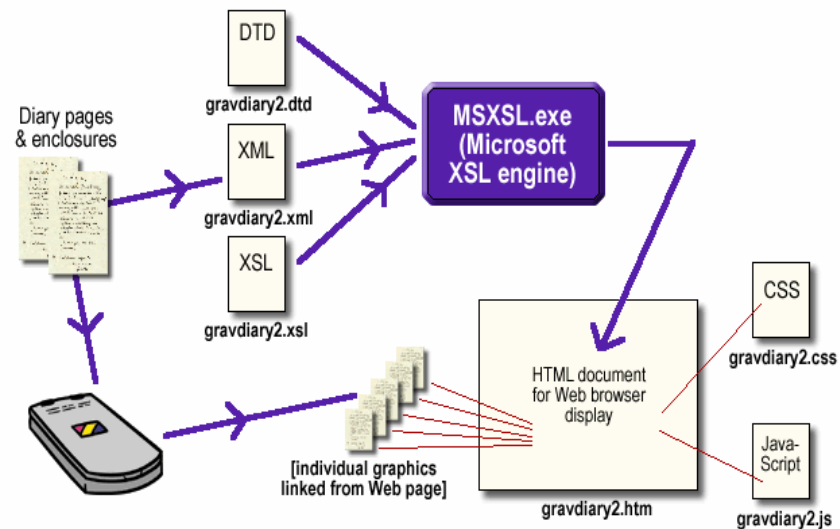 DTD
gravdiary2.dtd
Diary pages
& enclosures
XML
gravdiary2.xml
XSL
gravdiary2.xsl
MSXSL.exe
(Microsoft
XSL engine)
CSS
gravdiary2.css
HTML document
for Web browser
display
Java-
Script
gravdiary2.js
[individual graphics
linked from Web page]
gravdiary2.htm